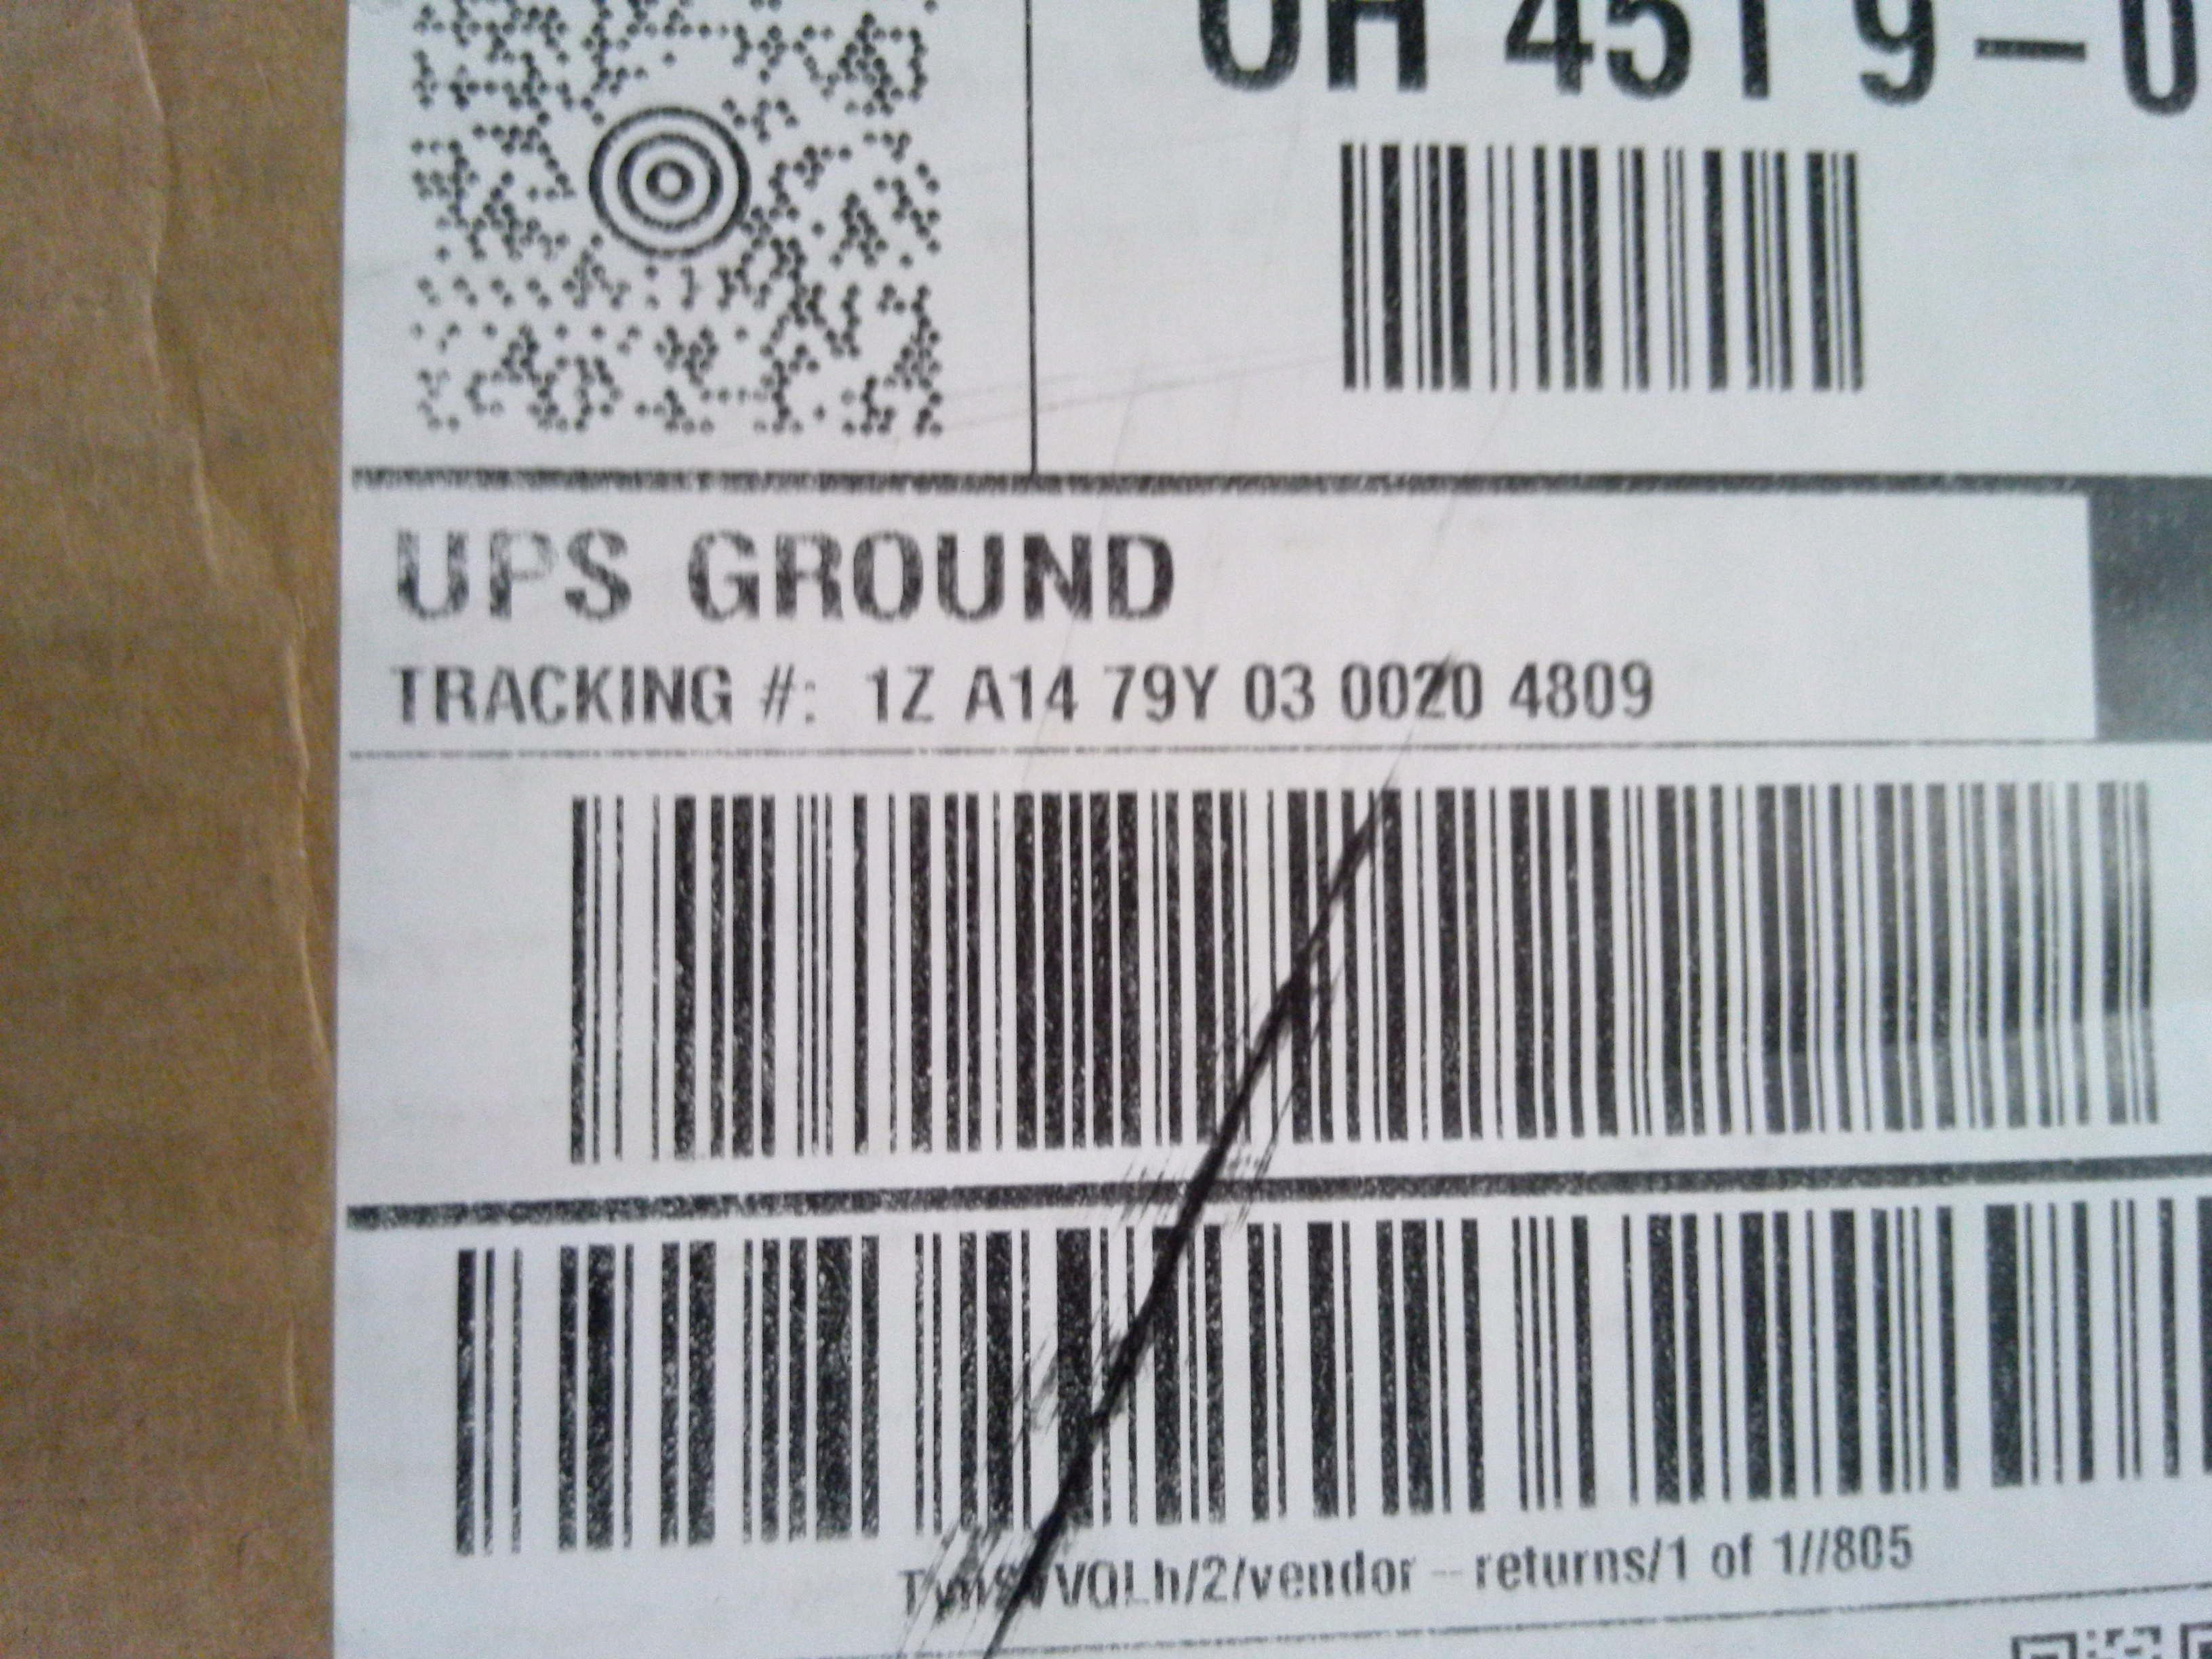 OH 451 9–0
UPS GROUND
TRACKING #: 1Z A14 79Y 03 0020 4809
/2/vendor – returns/1 of 1//805